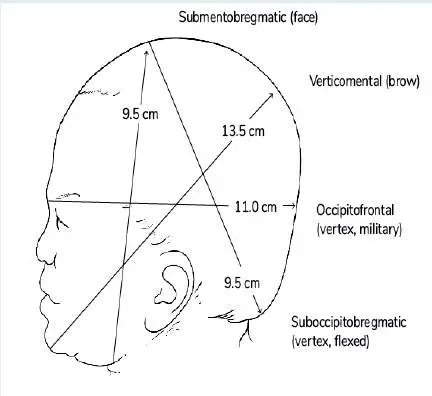 Submentobregmatic (face)
Verticomental (brow)
9.5 cm
13.5 cm
11.0 cm
Occipitofrontal
(vertex, military)
9.5 cm
Suboccipitobregmatic
(vertex, flexed)